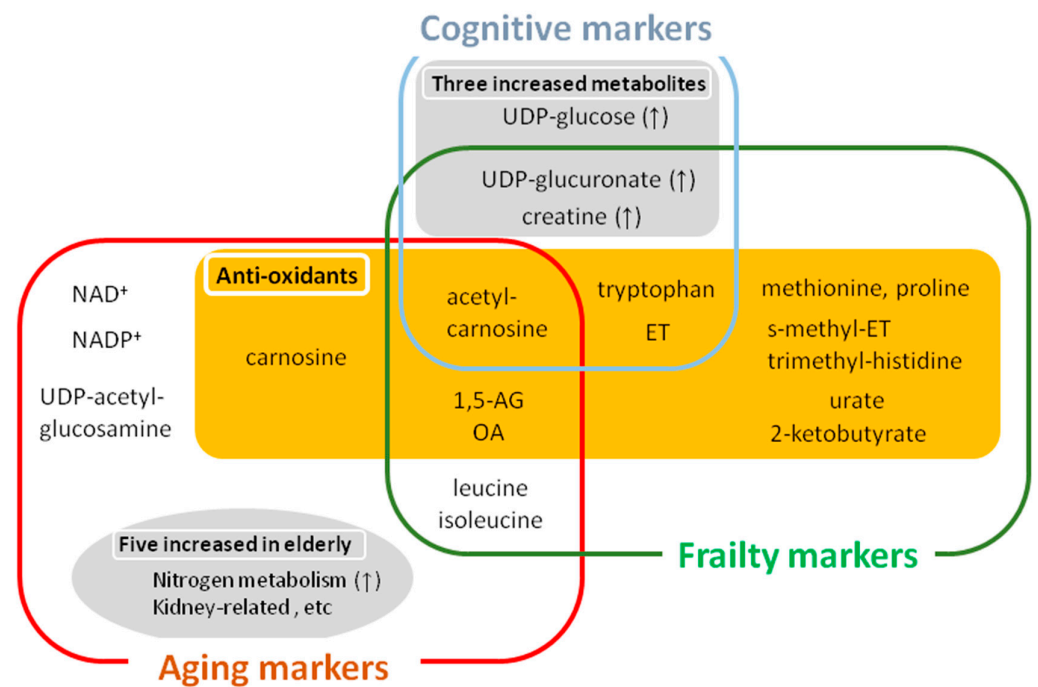 Cognitive markers
Three increased metabolites
UDP-glucose (↑)
UDP-glucuronate (↑)
creatine (↑)
Anti-oxidants
NAD⁺
NADP⁺
UDP-acetyl-
glucosamine
carnosine
acetyl-
carnosine
1,5-AG
OA
tryptophan
ET
methionine, proline
s-methyl-ET
trimethyl-histidine
urate
2-ketobutyrate
leucine
isoleucine
Five increased in elderly
Nitrogen metabolism (↑)
Kidney-related , etc
Frailty markers
Aging markers